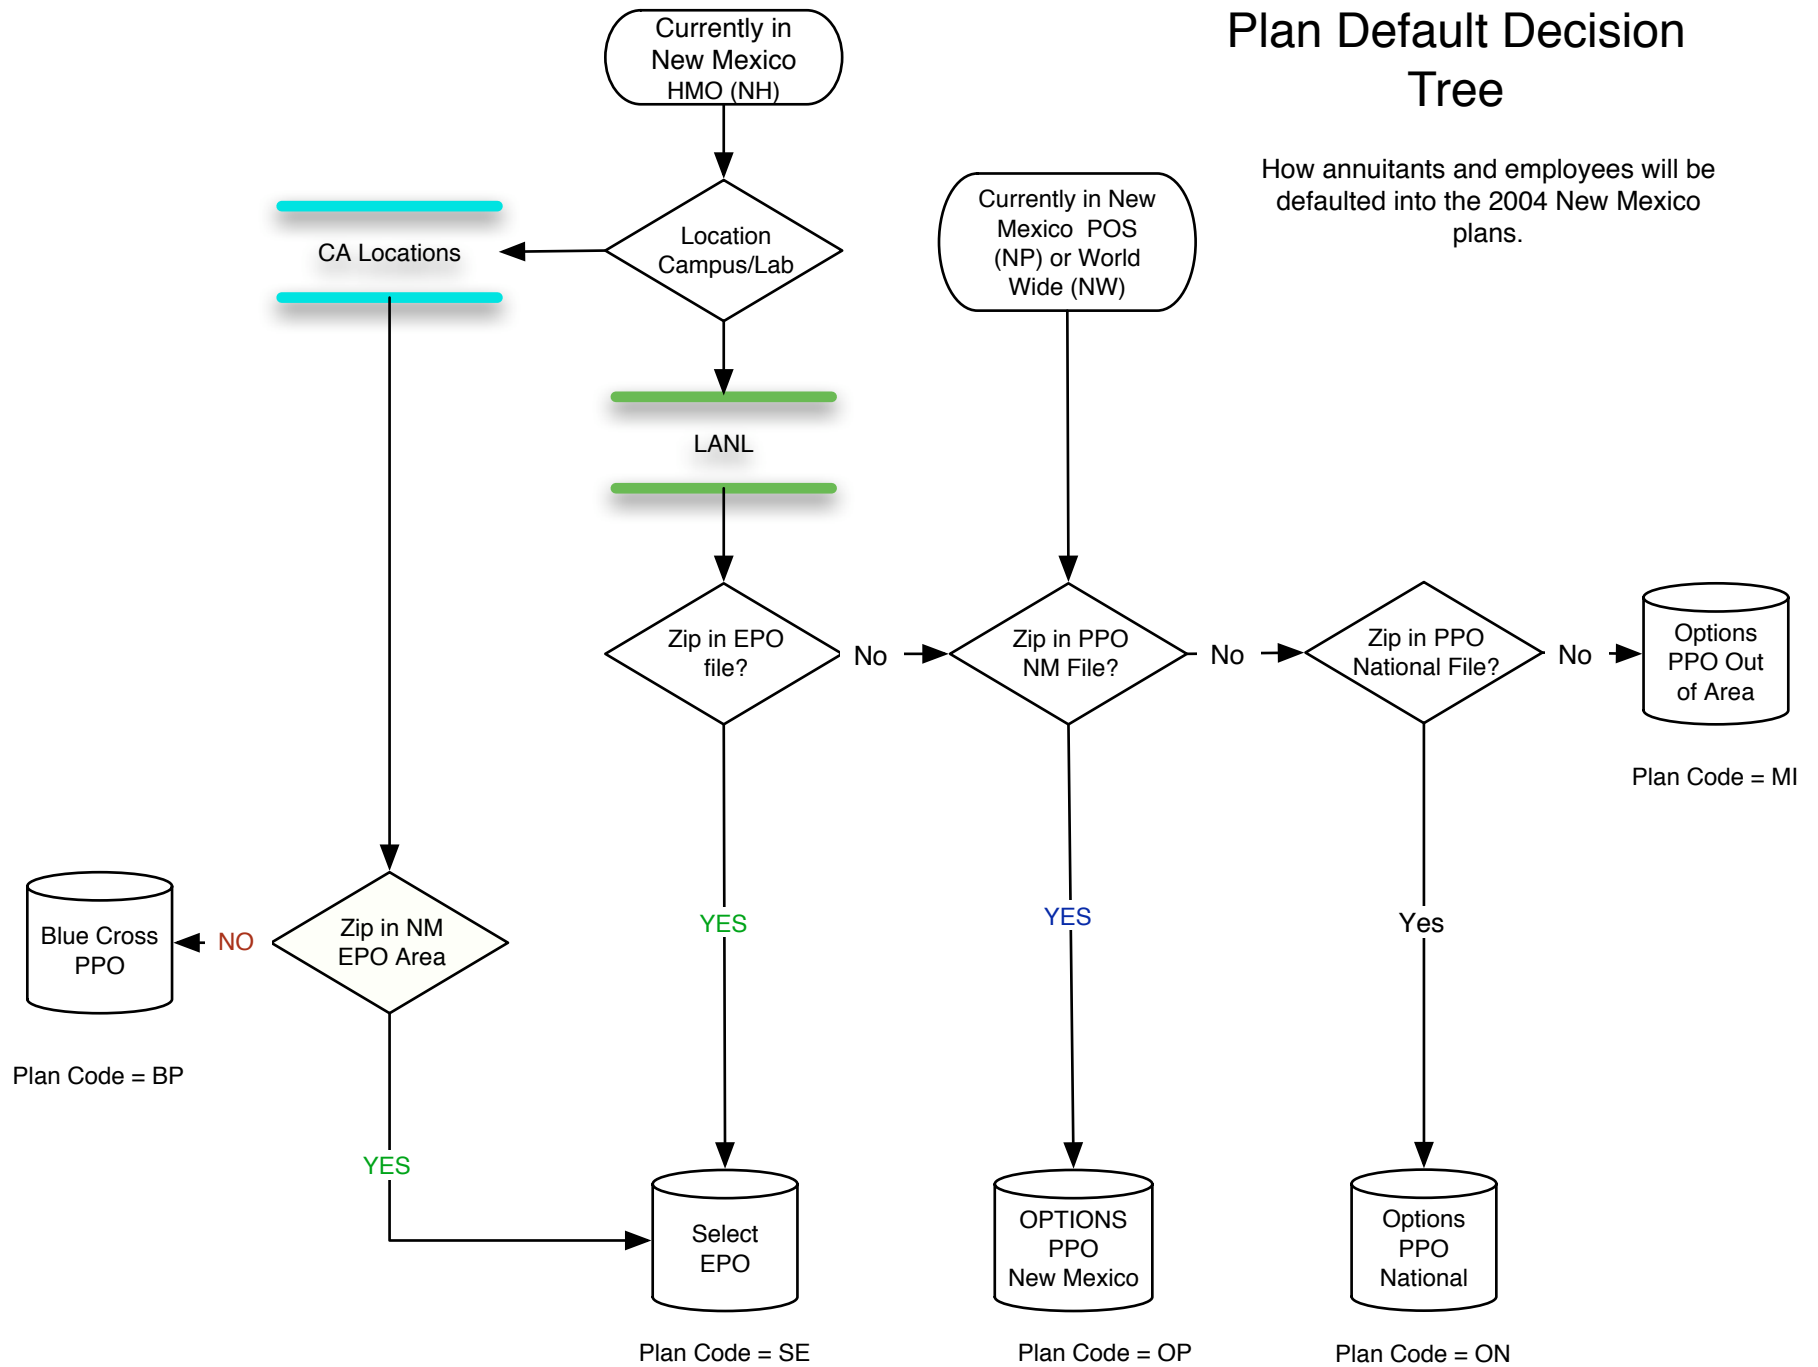 Plan Default Decision
Tree
How annuitants and employees will be
defaulted into the 2004 New Mexico
plans.
Currently in
New Mexico
HMO (NH)
Location
Campus/Lab
CA Locations
Currently in New
Mexico POS
(NP) or World
Wide (NW)
LANL
Zip in EPO
file?
No
Zip in PPO
NM File?
No
Zip in PPO
National File?
No
Options
PPO Out
of Area
Plan Code = MI
Blue Cross
PPO
NO
Zip in NM
EPO Area
YES
YES
Yes
Plan Code = BP
YES
Select
EPO
OPTIONS
PPO
New Mexico
Options
PPO
National
Plan Code = SE
Plan Code = OP
Plan Code = ON